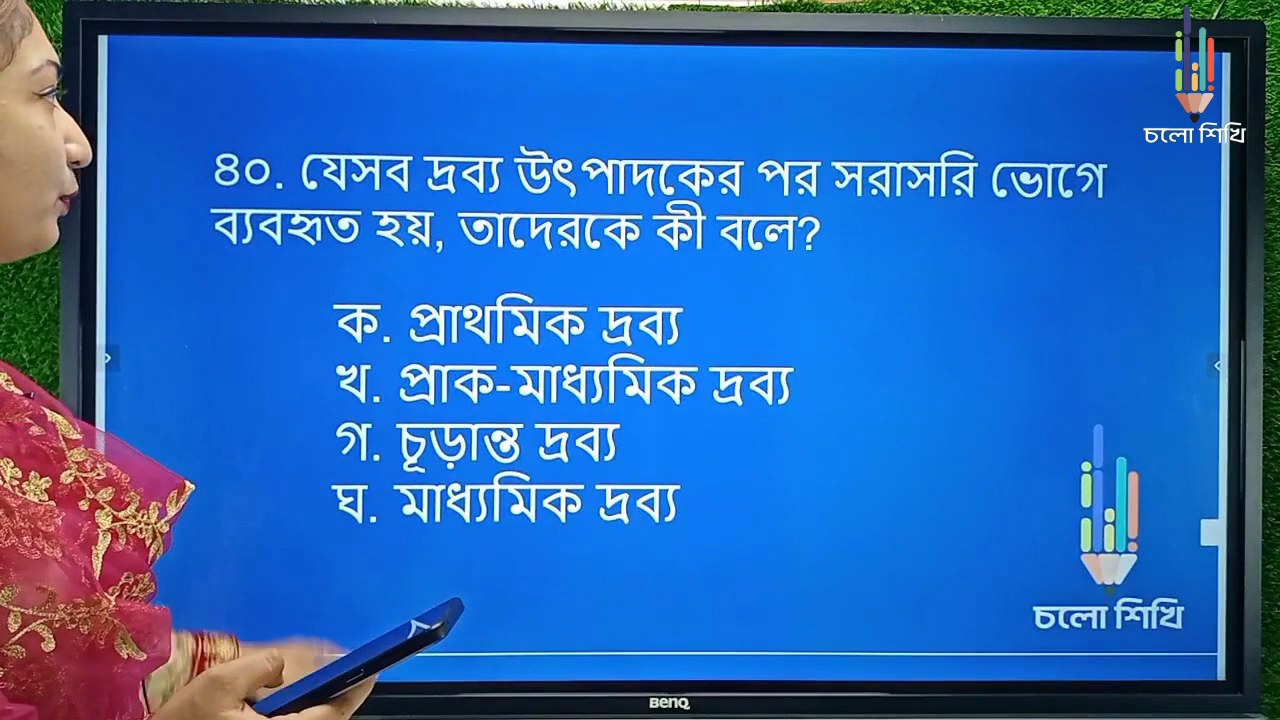 চলো শিখি
৪০. যেসব দ্রব্য উৎপাদকের পর সরাসরি ভোগে
ব্যবহৃত হয়, তাদেরকে কী বলে?
ক. প্রাথমিক দ্রব্য
খ. প্রাক-মাধ্যমিক দ্রব্য
গ. চূড়ান্ত দ্রব্য
ঘ. মাধ্যমিক দ্রব্য
চলো শিখি
BenQ